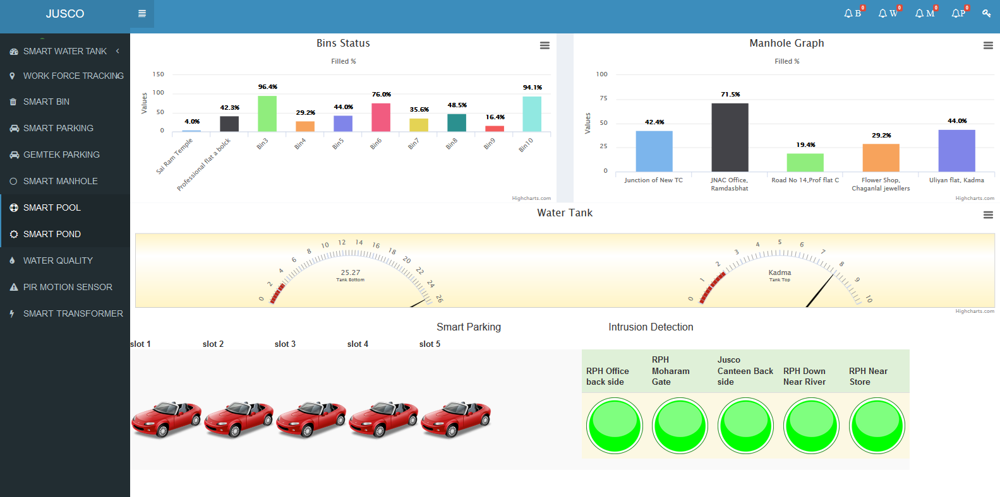 JUSCO
B 0
W 0
M 0
P 0
SMART WATER TANK
WORK FORCE TRACKING
SMART BIN
SMART PARKING
GEMTEK PARKING
SMART MANHOLE
SMART POOL
SMART POND
WATER QUALITY
PIR MOTION SENSOR
SMART TRANSFORMER
Bins Status
Filled %
Values
150
100
50
0
4.0%
42.3%
96.4%
29.2%
44.0%
76.0%
35.6%
48.5%
16.4%
94.1%
Sai Ram Temple
Professional flat a bolck
Bin3
Bin4
Bin5
Bin6
Bin7
Bin8
Bin9
Bin10
Highcharts.com
Manhole Graph
Filled %
Values
100
75
50
25
0
42.4%
71.5%
19.4%
29.2%
44.0%
Junction of New TC
JNAC Office,
Ramdasbhat
Road No 14,Prof flat C
Flower Shop,
Chaganlal jewellers
Uliyan flat, Kadma
Highcharts.com
Water Tank
0 2 4 6 8 10 12 14 16 18 20 22 24 26
25.27
Tank Bottom
0 1 2 3 4 5 6 7 8 9 10
Kadma
Tank Top
Highcharts.com
Smart Parking
slot 1 slot 2 slot 3 slot 4 slot 5
Intrusion Detection
RPH Office
back side
RPH
Moharam
Gate
Jusco
Canteen Back
side
RPH Down
Near River
RPH Near
Store